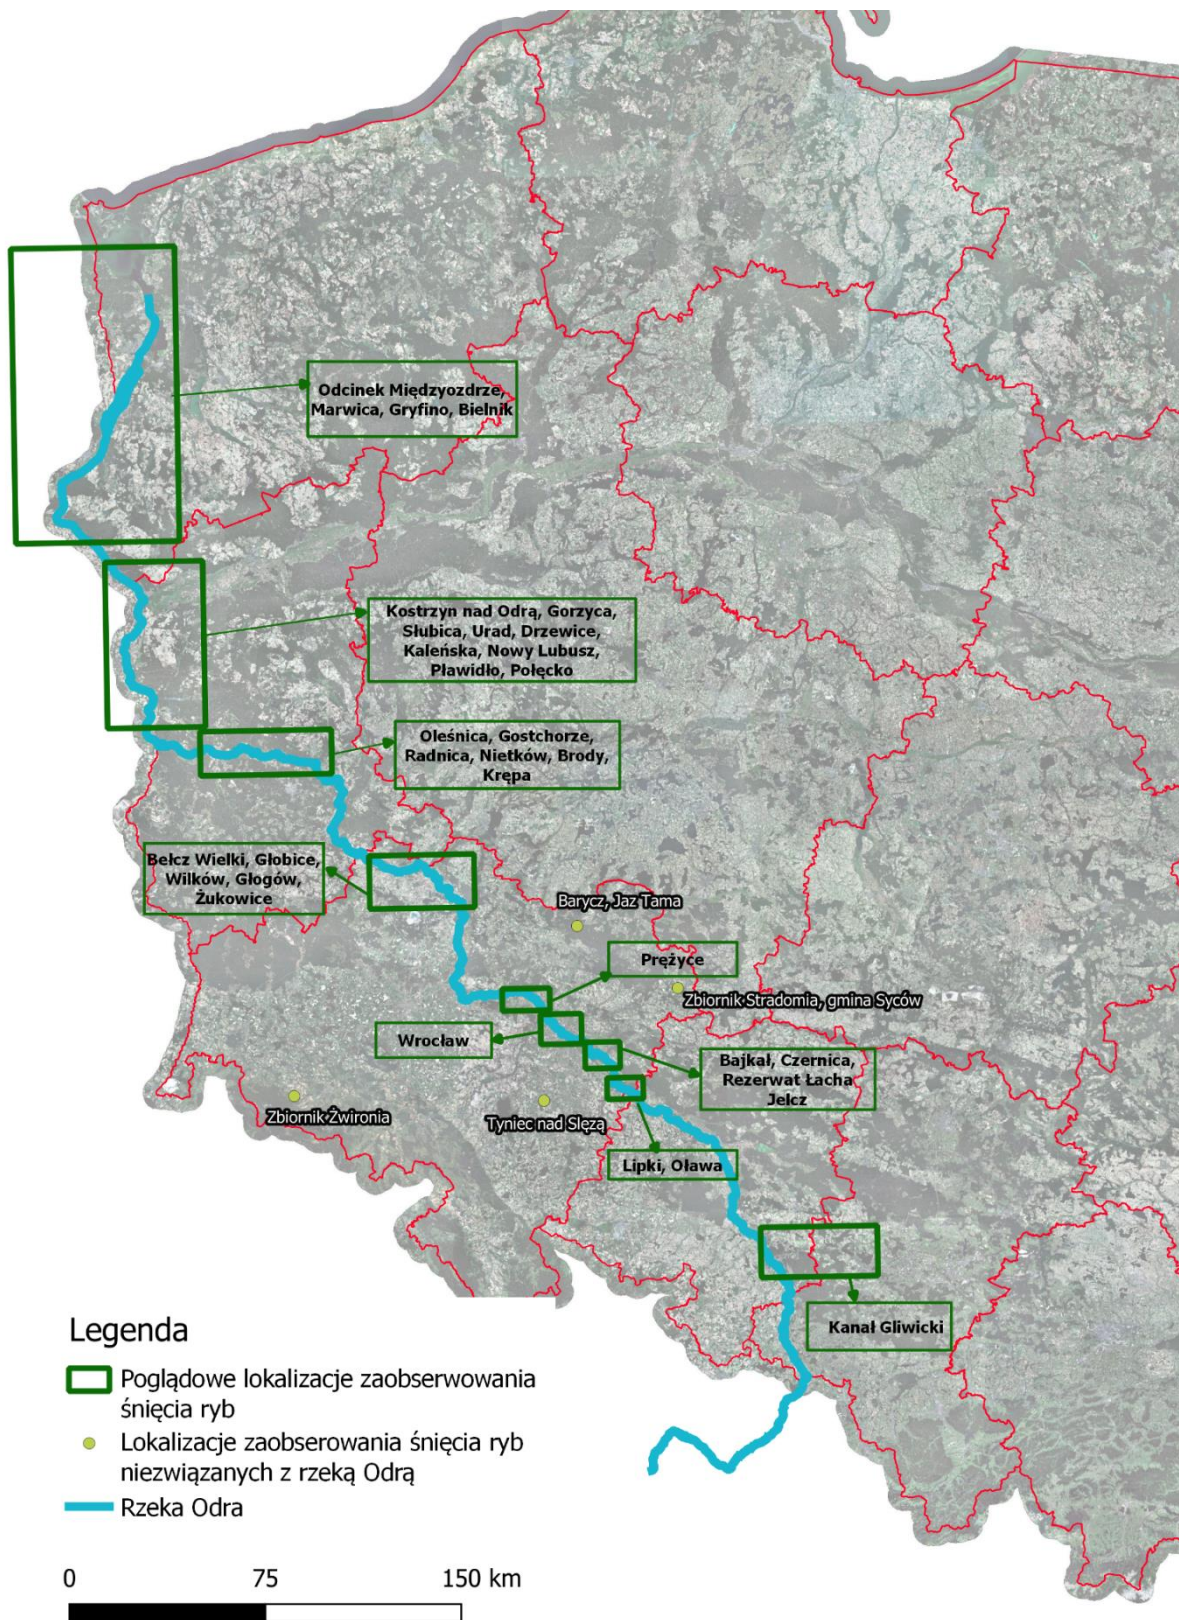 Odcinek Międzyozdrze,
Marwica, Gryfino, Bielnik
Kostrzyn nad Odrą, Gorzyca,
Słubica, Urad, Drzewice,
Kaleńska, Nowy Lubusz,
Pławidło, Połęcko
Oleśnica, Gostchorze,
Radnica, Nietków, Brody,
Krępa
Bełcz Wielki, Głobice,
Wilków, Głogów,
Żukowice
Barycz, Jaz Tama
Prężyce
Zbiornik Stradomia, gmina Syców
Wrocław
Bajkał, Czernica,
Rezerwat Łacha
Jelcz
Zbiornik Żwironia
Tyniec nad Slęzą
Lipki, Oława
Kanał Gliwicki
Legenda
Poglądowe lokalizacje zaobserwowania
śnięcia ryb
Lokalizacje zaobserowania śnięcia ryb
niezwiązanych z rzeką Odrą
Rzeka Odra
0 75 150 km